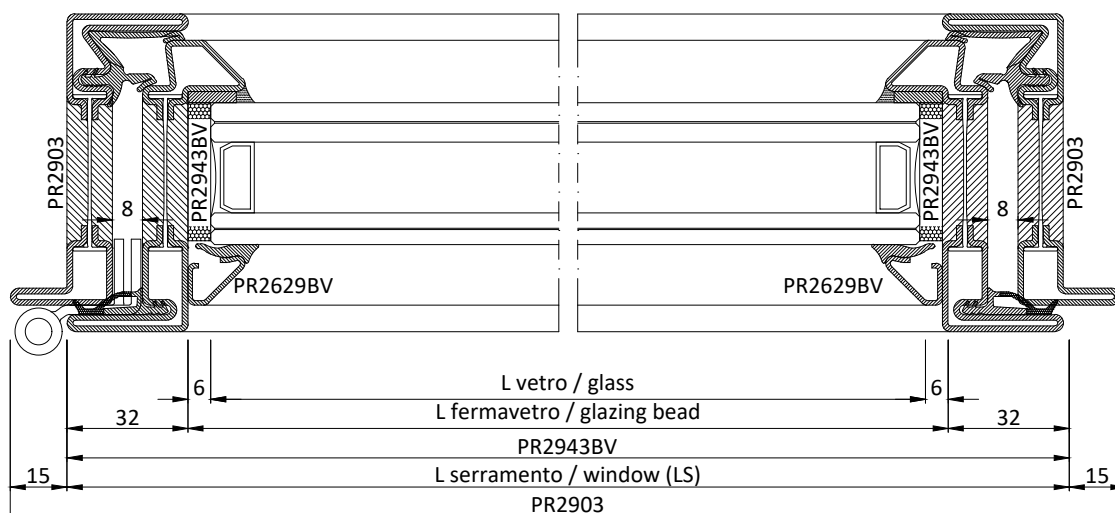 PR2903
8
PR2943BV
PR2943BV
8
PR2903
PR2629BV
PR2629BV
6
L vetro / glass
6
32
L fermavetro / glazing bead
32
PR2943BV
15
L serramento / window (LS)
15
PR2903